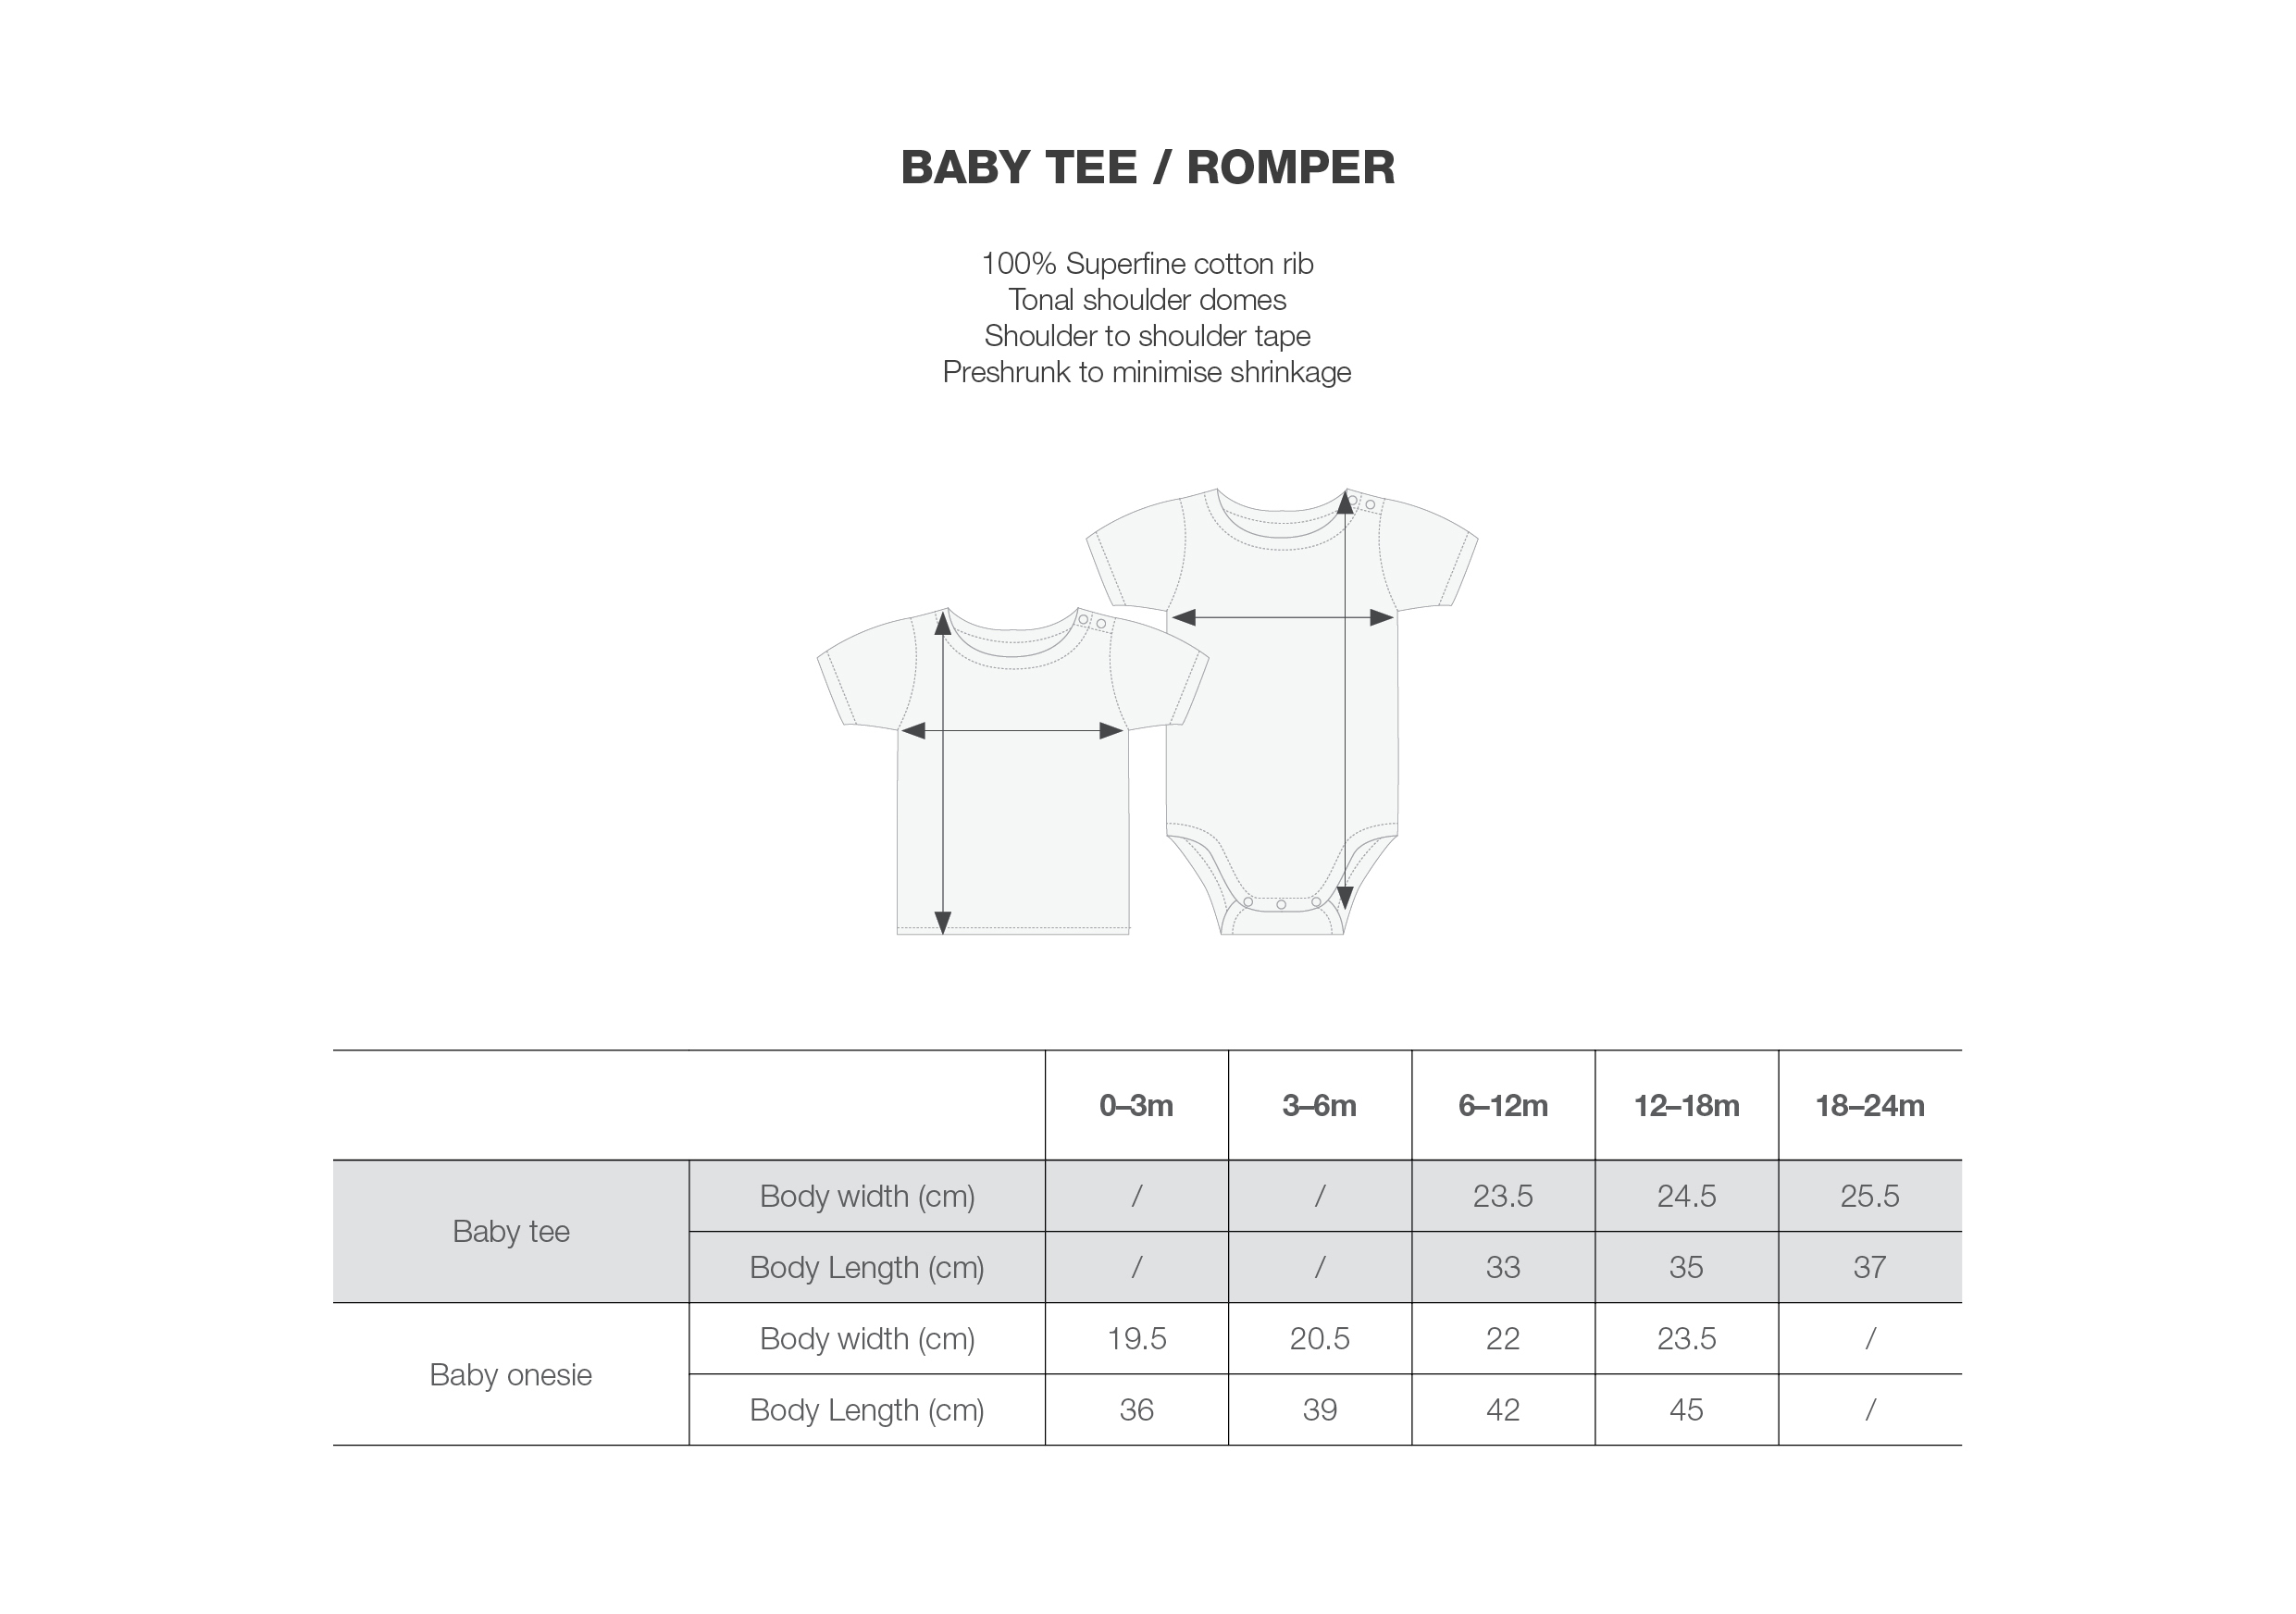 BABY TEE / ROMPER
100% Superfine cotton rib
Tonal shoulder domes
Shoulder to shoulder tape
Preshrunk to minimise shrinkage
0–3m 3–6m 6–12m 12–18m 18–24m
Baby tee
Body width (cm) / / 23.5 24.5 25.5
Body Length (cm) / / 33 35 37
Baby onesie
Body width (cm) 19.5 20.5 22 23.5 /
Body Length (cm) 36 39 42 45 /